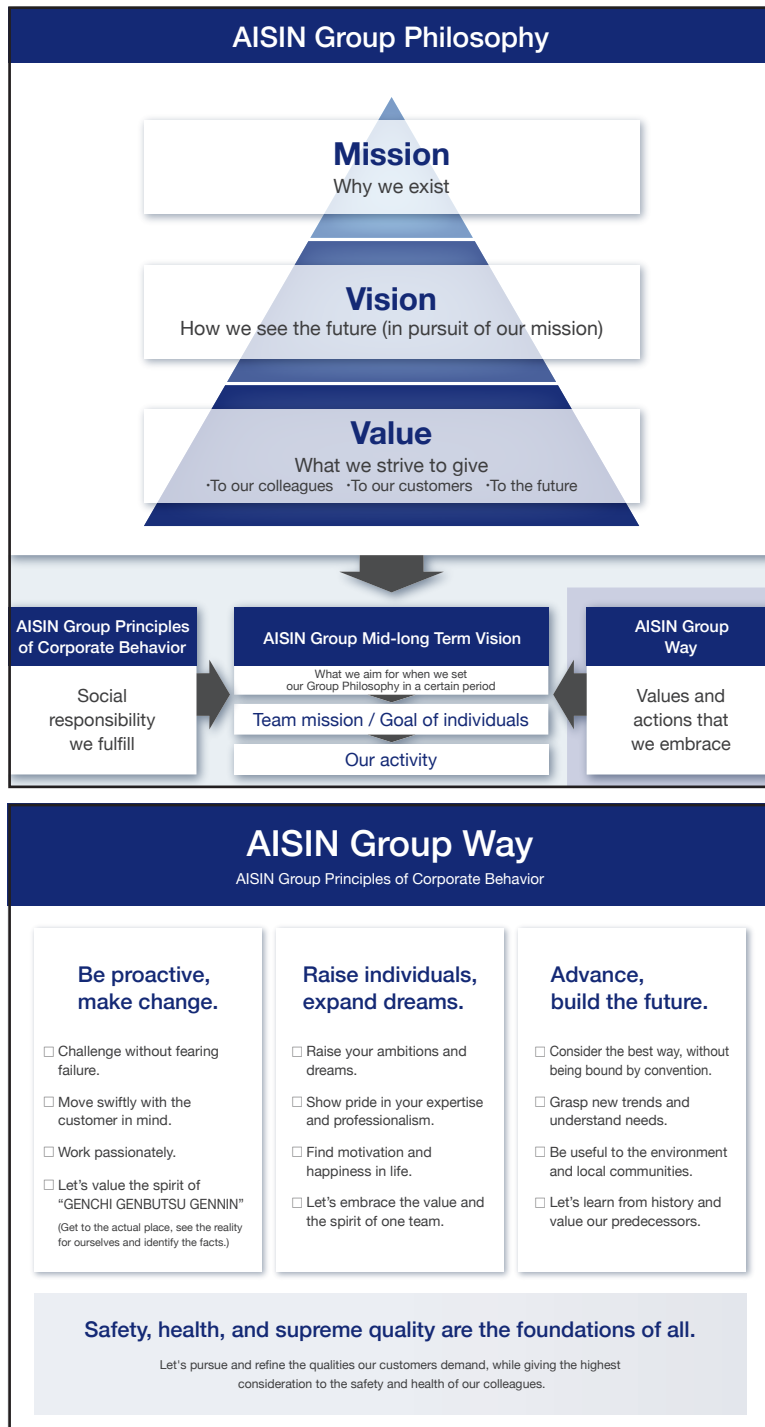 AISIN Group Philosophy
Mission
Why we exist
Vision
How we see the future (in pursuit of our mission)
Value
What we strive to give
・To our colleagues ・To our customers ・To the future
AISIN Group Principles
of Corporate Behavior
Social
responsibility
we fulfill
AISIN Group Mid-long Term Vision
What we aim for when we set
our Group Philosophy in a certain period
Team mission / Goal of individuals
Our activity
AISIN Group
Way
Values and
actions that
we embrace
AISIN Group Way
AISIN Group Principles of Corporate Behavior
Be proactive,
make change.
☐ Challenge without fearing
failure.
☐ Move swiftly with the
customer in mind.
☐ Work passionately.
☐ Let’s value the spirit of
“GENCHI GENBUTSU GENNIN”
(Get to the actual place, see the reality
for ourselves and identify the facts.)
Raise individuals,
expand dreams.
☐ Raise your ambitions and
dreams.
☐ Show pride in your expertise
and professionalism.
☐ Find motivation and
happiness in life.
☐ Let’s embrace the value and
the spirit of one team.
Advance,
build the future.
☐ Consider the best way, without
being bound by convention.
☐ Grasp new trends and
understand needs.
☐ Be useful to the environment
and local communities.
☐ Let’s learn from history and
value our predecessors.
Safety, health, and supreme quality are the foundations of all.
Let's pursue and refine the qualities our customers demand, while giving the highest
consideration to the safety and health of our colleagues.